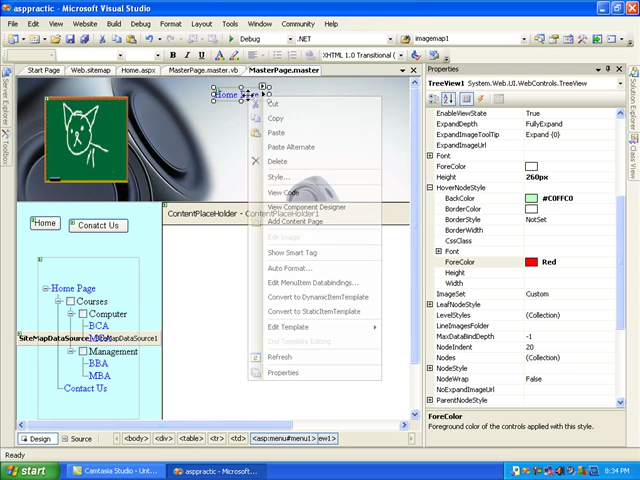 asppractic - Microsoft Visual Studio
File Edit View Website Build Debug Format Layout Window Community Help
Debug .NET imagemap1
B I U A XHTML 1.0 Transitional (
Start Page Web.sitemap Home.aspx MasterPage.master.vb MasterPage.master
Server Explorer
Toolbox
Home
Cut
Copy
Paste
Paste Alternate
Delete
Style...
View Code
View Component Designer
Add Content Page
Edit Image
Show Smart Tag
Auto Format...
Edit MenuItem Databindings...
Convert to DynamicItemTemplate
Convert to StaticItemTemplate
Edit Template
End Template Editing
Refresh
Properties
Home
Conatct Us
ContentPlaceHolder - ContentPlaceHolder1
Home Page
Courses
Computer
BCA
SiteMapDataSource
Management
BBA
MBA
Contact Us
Design Source <body> <div> <table> <tr> <td> <asp:menu#menu1> ew1>
Properties
TreeView1 System.Web.UI.WebControls.TreeView
EnableViewState True
ExpandDepth FullyExpand
ExpandImageToolTip Expand {0}
ExpandImageUrl
Font
ForeColor
Height 260px
HoverNodeStyle
BackColor #C0FFC0
BorderColor
BorderStyle NotSet
BorderWidth
CssClass
Font
ForeColor Red
Height
Width
ImageSet Custom
LeafNodeStyle
LevelStyles (Collection)
LineImagesFolder
MaxDataBindDepth -1
NodeIndent 20
Nodes (Collection)
NodeStyle
NodeWrap False
NoExpandImageUrl
ParentNodeStyle
ForeColor
Foreground color of the controls applied with this style.
Solution Explorer
Class View
Ready
start Camtasia Studio - Unt... asppractic - Microsoft... 8:34 PM